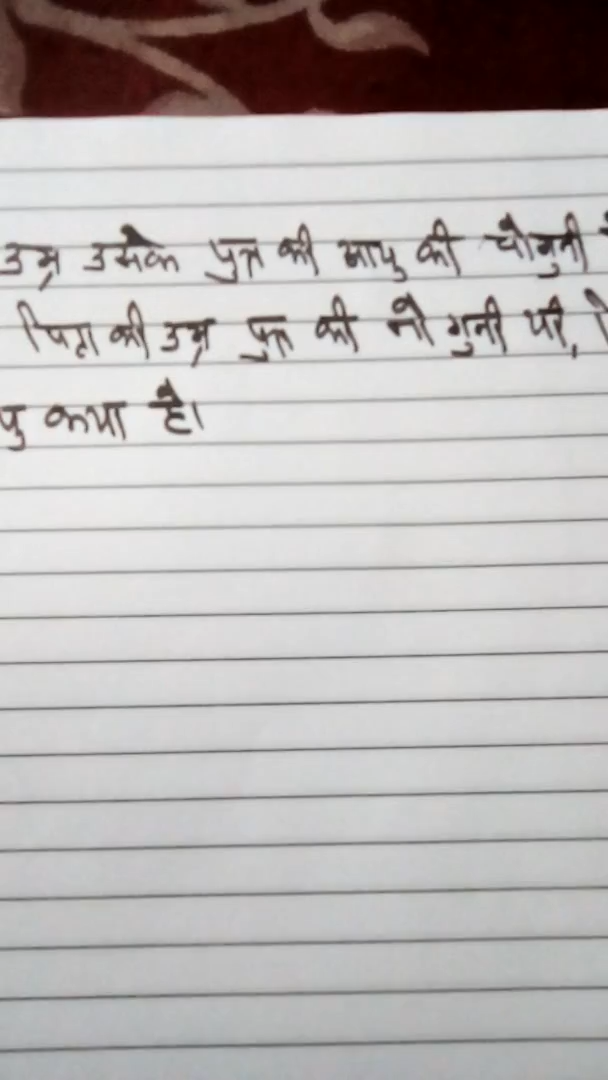 उम्र उसके पुत्र की आयु की चौगुनी
पिता की उम्र पुत्र की नौ गुनी थी,
यु क्या है।